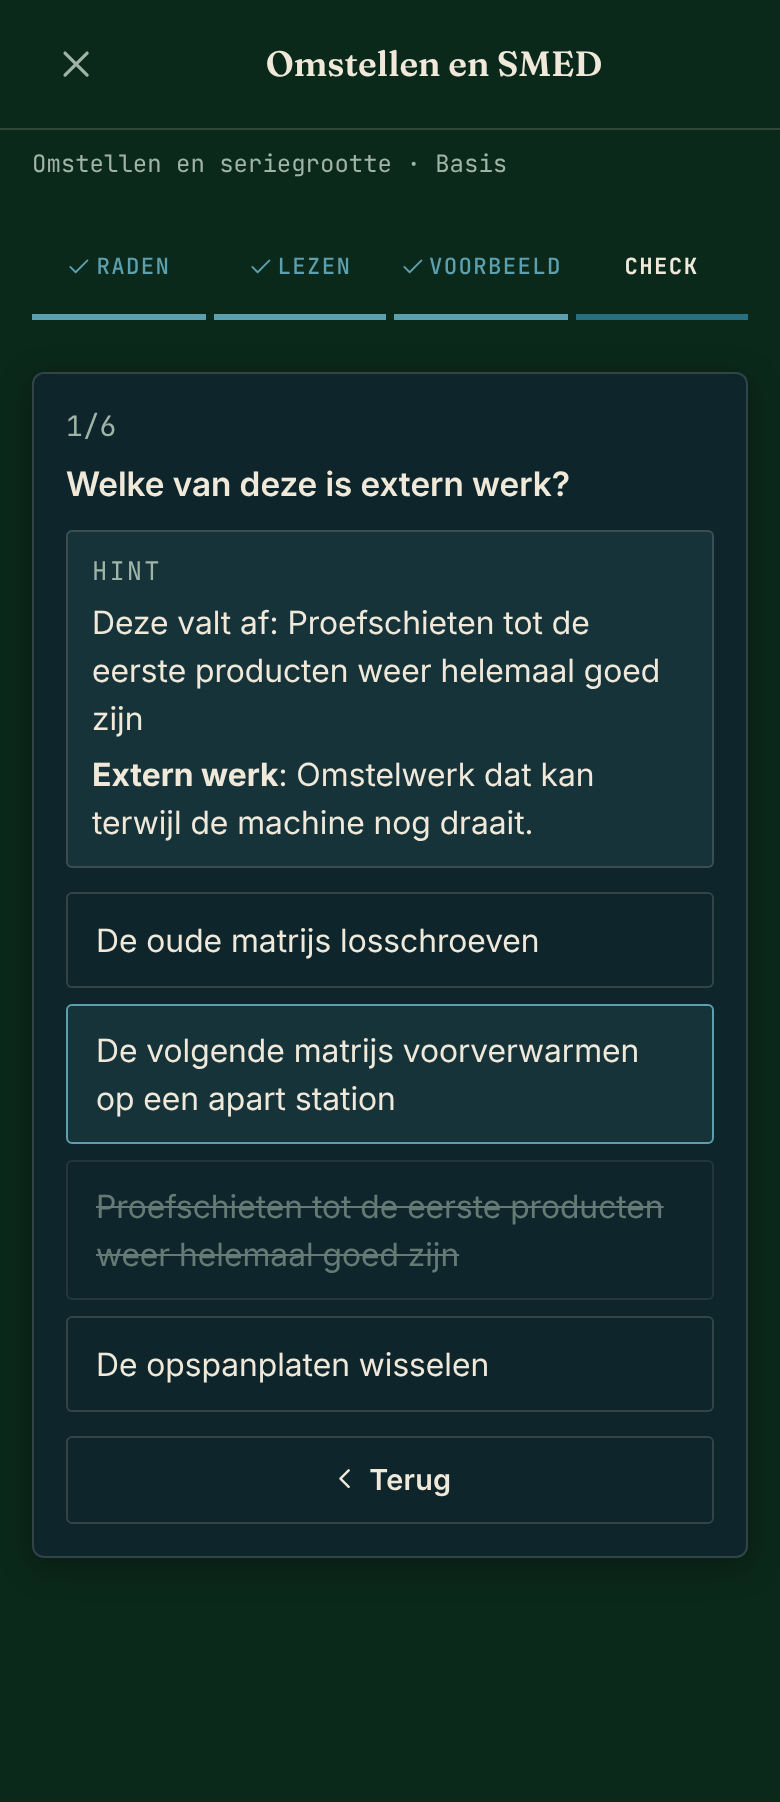 Omstellen en SMED
Omstellen en seriegrootte · Basis
RADEN
LEZEN
VOORBEELD
CHECK
1/6
Welke van deze is extern werk?
HINT
Deze valt af: Proefschieten tot de
eerste producten weer helemaal goed
zijn
Extern werk: Omstelwerk dat kan
terwijl de machine nog draait.
De oude matrijs losschroeven
De volgende matrijs voorverwarmen
op een apart station
Proefschieten tot de eerste producten
weer helemaal goed zijn
De opspanplaten wisselen
Terug